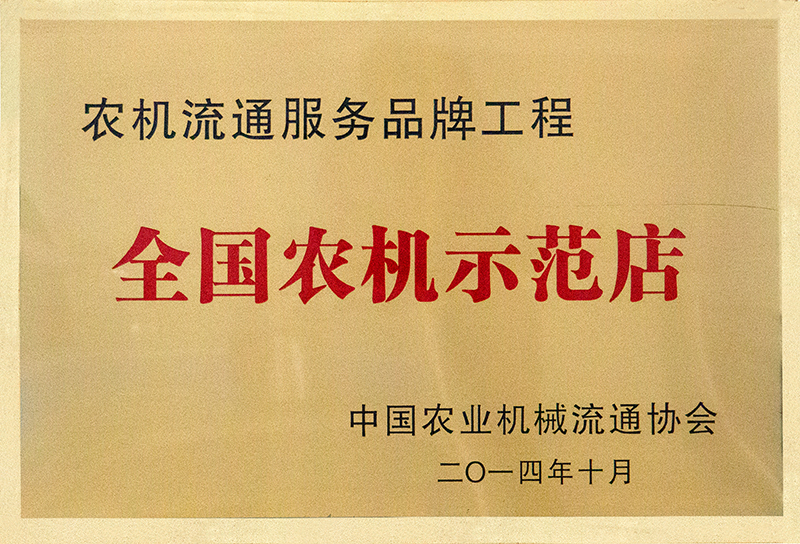 农机流通服务品牌工程
全国农机示范店
中国农业机械流通协会
二〇一四年十月